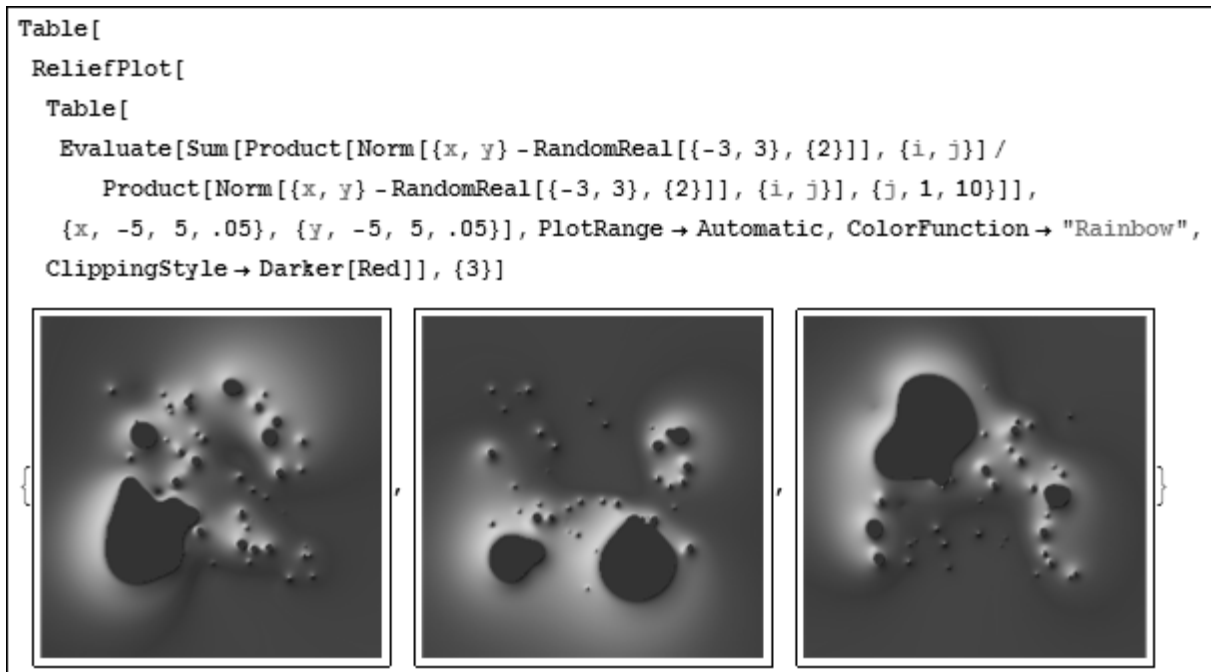 Table[
ReliefPlot[
Table[
Evaluate[Sum[Product[Norm[{x, y} - RandomReal[{-3, 3}, {2}]], {i, j}] /
Product[Norm[{x, y} - RandomReal[{-3, 3}, {2}]], {i, j}], {j, 1, 10}]],
{x, -5, 5, .05}, {y, -5, 5, .05}], PlotRange → Automatic, ColorFunction → "Rainbow",
ClippingStyle → Darker[Red]], {3}]
{ , , }